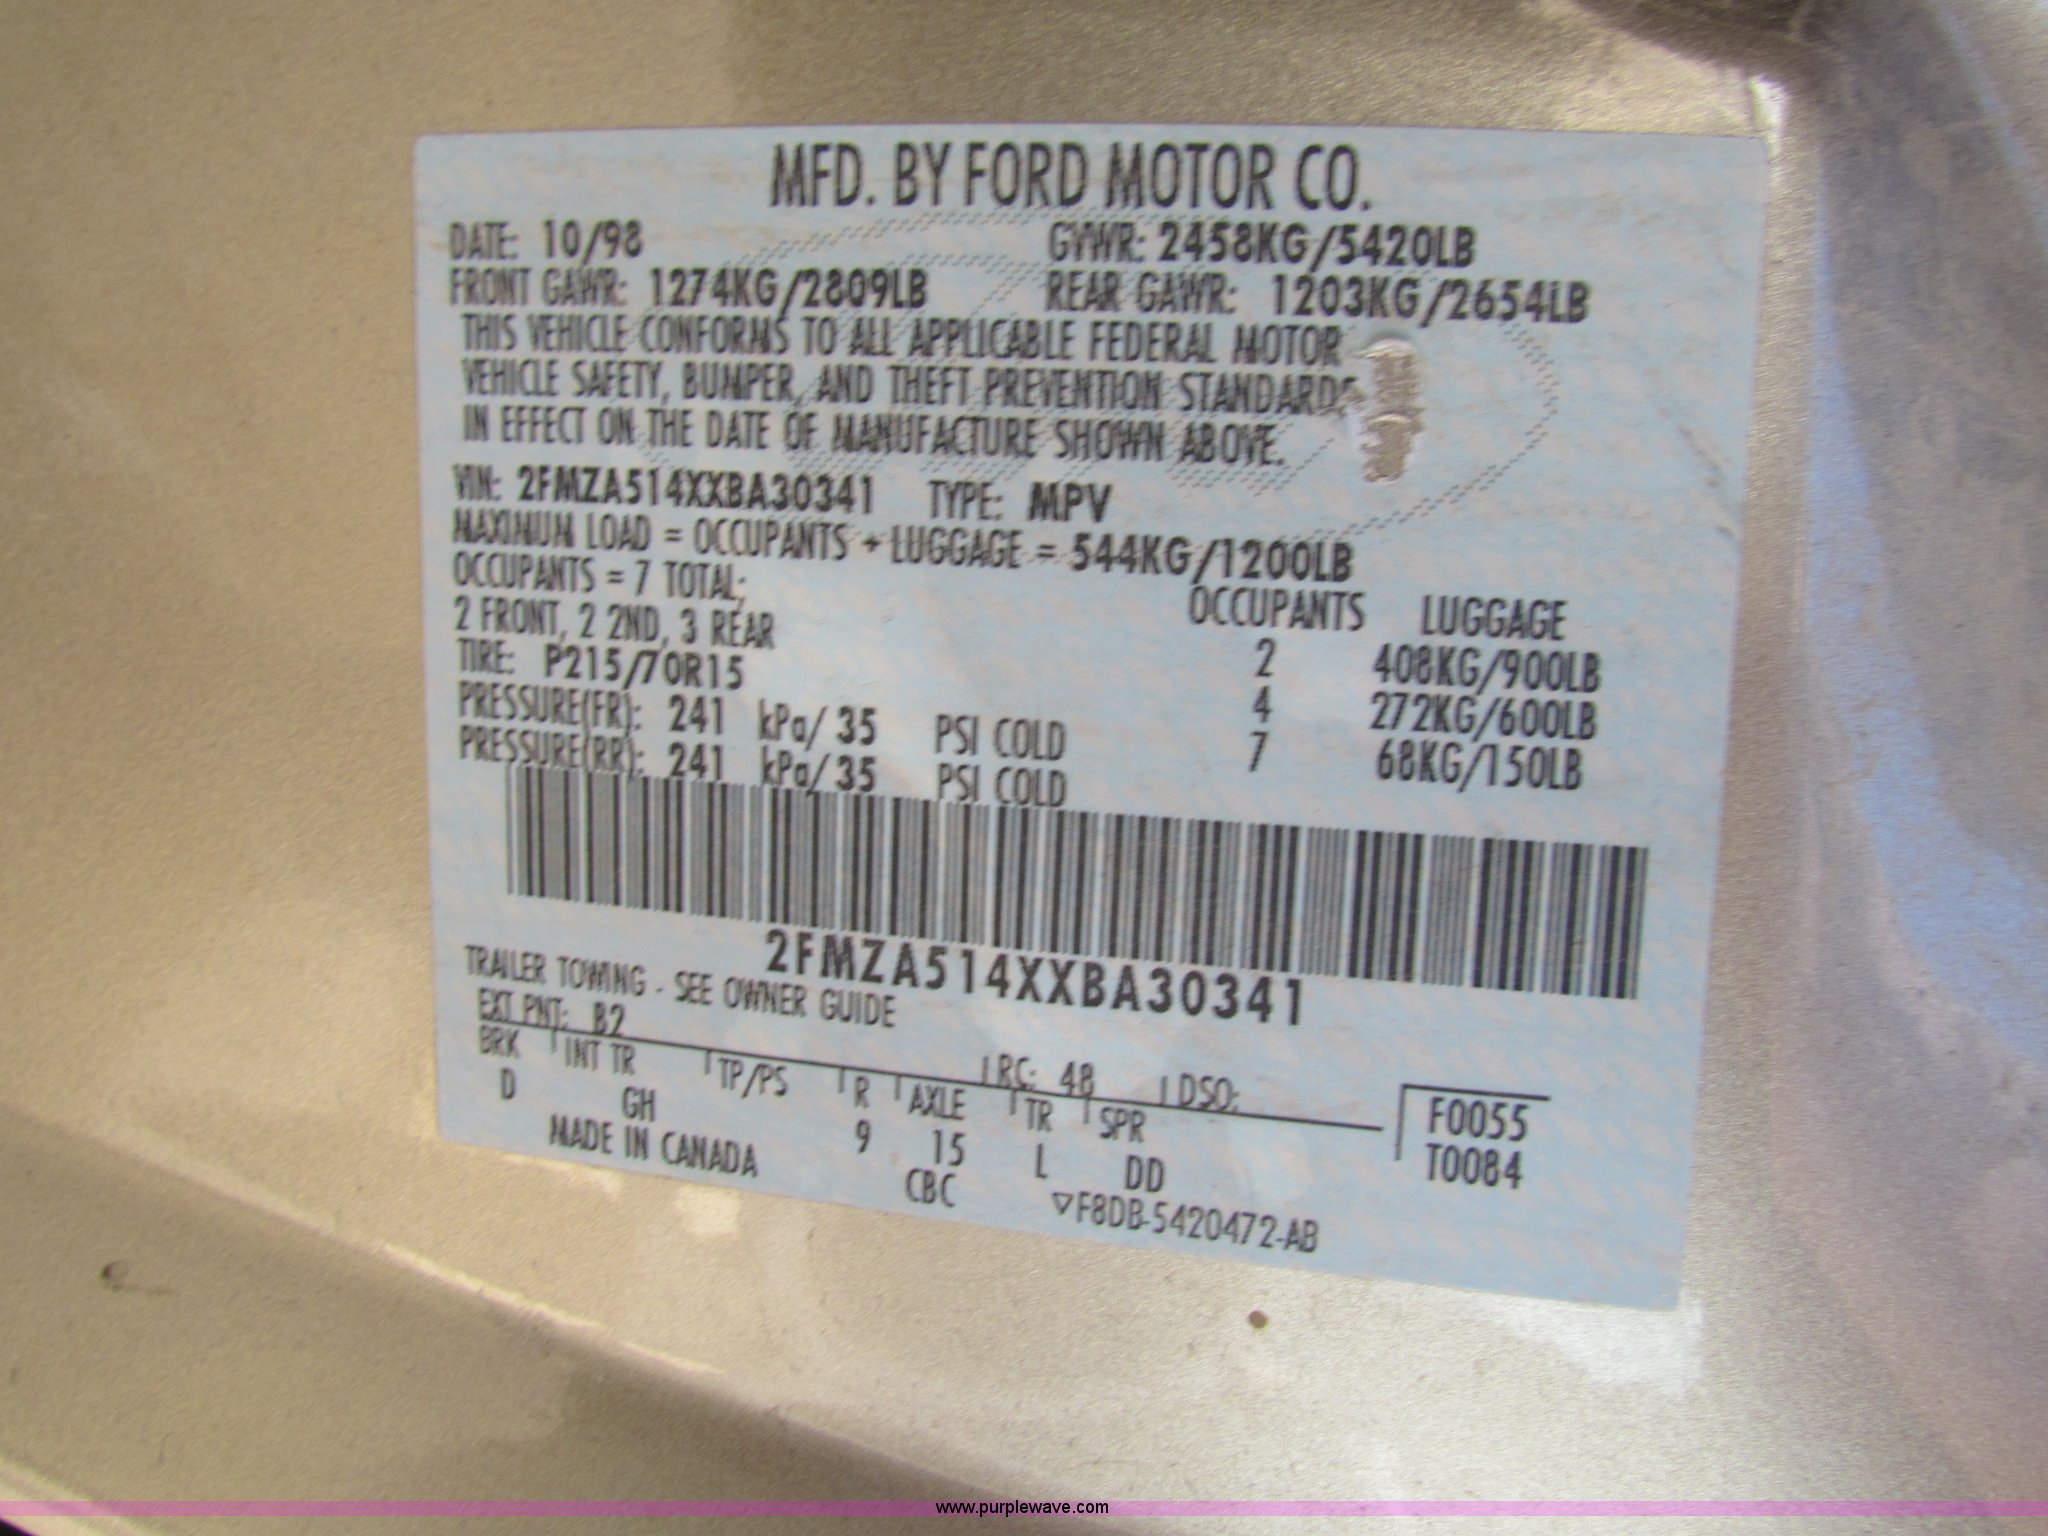 MFD. BY FORD MOTOR CO.
DATE: 10/98 GVWR: 2458KG/5420LB
FRONT GAWR: 1274KG/2809LB REAR GAWR: 1203KG/2654LB
THIS VEHICLE CONFORMS TO ALL APPLICABLE FEDERAL MOTOR
VEHICLE SAFETY, BUMPER, AND THEFT PREVENTION STANDARDS
IN EFFECT ON THE DATE OF MANUFACTURE SHOWN ABOVE.
VIN: 2FMZA514XXBA30341 TYPE: MPV
MAXIMUM LOAD = OCCUPANTS + LUGGAGE = 544KG/1200LB
OCCUPANTS = 7 TOTAL; OCCUPANTS LUGGAGE
2 FRONT, 2 2ND, 3 REAR 2 408KG/900LB
TIRE: P215/70R15 4 272KG/600LB
PRESSURE(FR): 241 kPa/ 35 PSI COLD 7 68KG/150LB
PRESSURE(RR): 241 kPa/ 35 PSI COLD
2FMZA514XXBA30341
TRAILER TOWING - SEE OWNER GUIDE
EXT PNT: B2 RC: 48 DSO:
BRK INT TR TP/PS R AXLE TR SPR F0055
D GH 9 15 L DD T0084
MADE IN CANADA CBC ▽F8DB-5420472-AB
www.purplewave.com